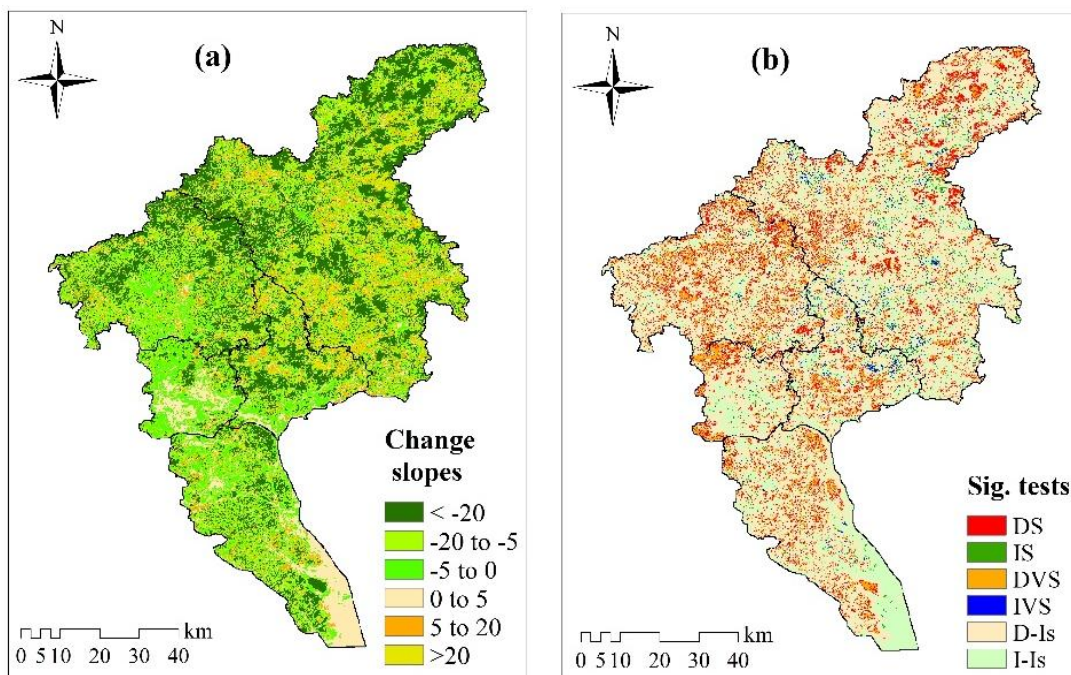 N
(a)
Change
slopes
< -20
-20 to -5
-5 to 0
0 to 5
5 to 20
>20
km
0 5 10 20 30 40
N
(b)
Sig. tests
DS
IS
DVS
IVS
D-Is
I-Is
km
0 5 10 20 30 40